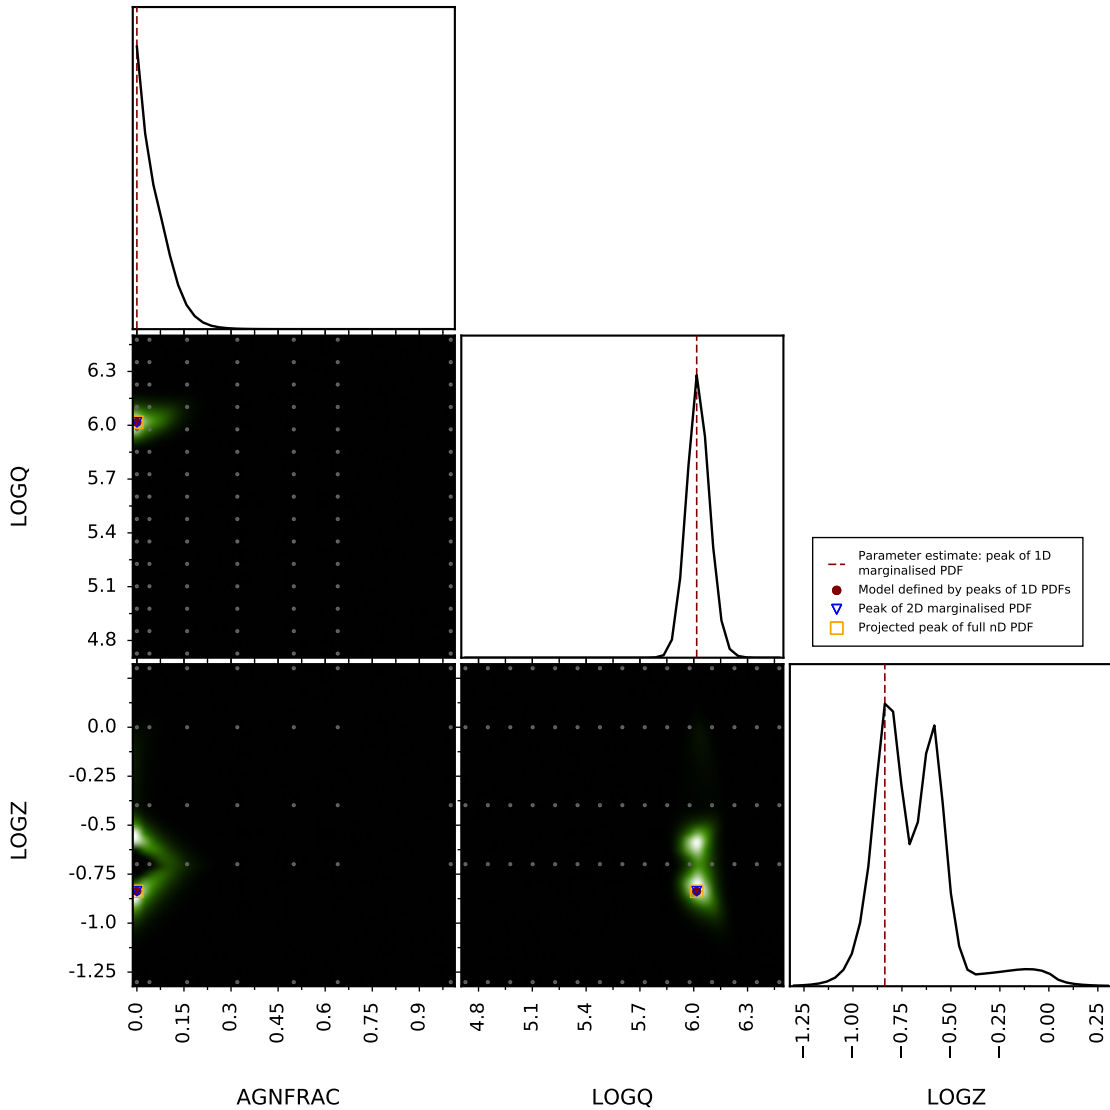 6.3
6.0
5.7
5.4
5.1
4.8
LOGQ
Parameter estimate: peak of 1D
marginalised PDF
Model defined by peaks of 1D PDFs
Peak of 2D marginalised PDF
Projected peak of full nD PDF
0.0
-0.25
-0.5
-0.75
-1.0
-1.25
LOGZ
0.0 0.15 0.3 0.45 0.6 0.75 0.9
4.8 5.1 5.4 5.7 6.0 6.3
−1.25 −1.00 −0.75 −0.50 −0.25 0.00 0.25
AGNFRAC LOGQ LOGZ